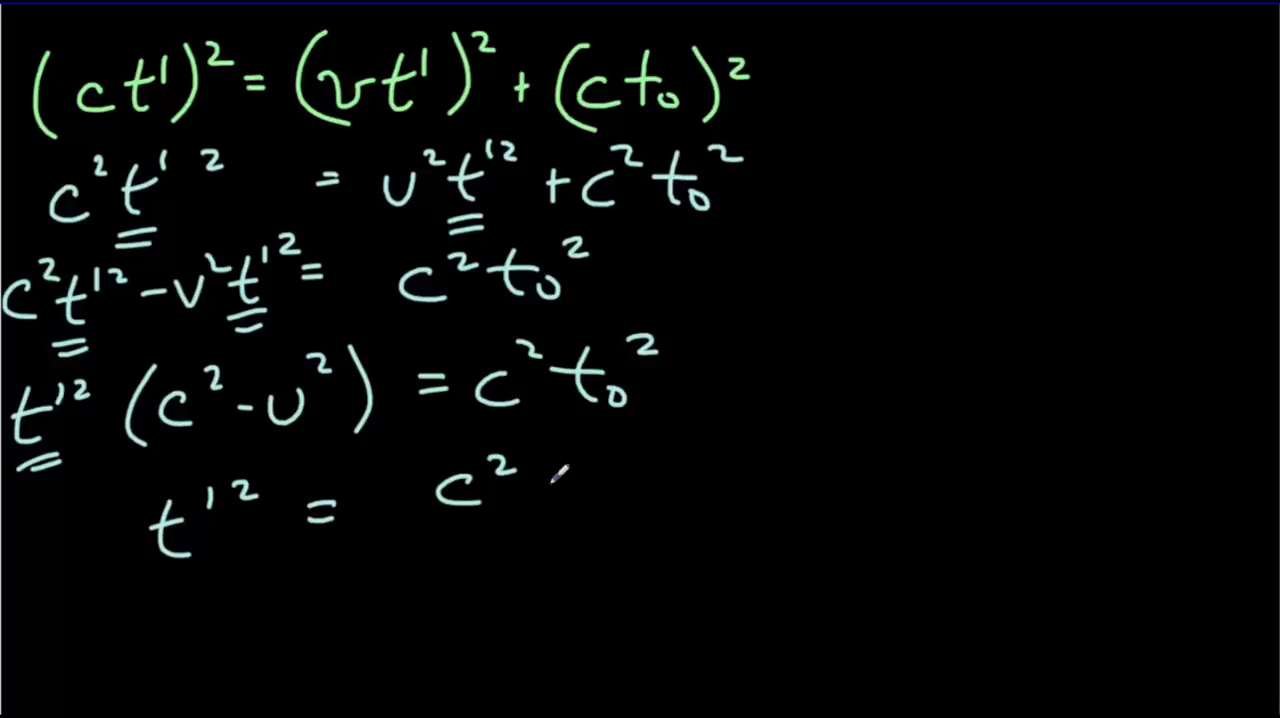 (ct')² = (vt')² + (ct₀)²
c²t'² = v²t'² + c²t₀²
c²t'² - v²t'² = c²t₀²
t'² (c² - v²) = c²t₀²
t'² = c²